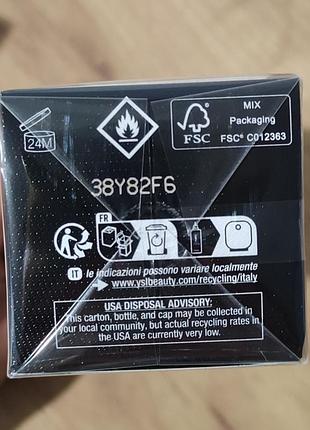 24M
FSC
MIX
Packaging
FSC® C012363
38Y82F6
FR
IT le indicazioni possono variare localmente
www.yslbeauty.com/recycling/italy
USA DISPOSAL ADVISORY:
This carton, bottle, and cap may be collected in
your local community, but actual recycling rates
in the USA are currently very low.